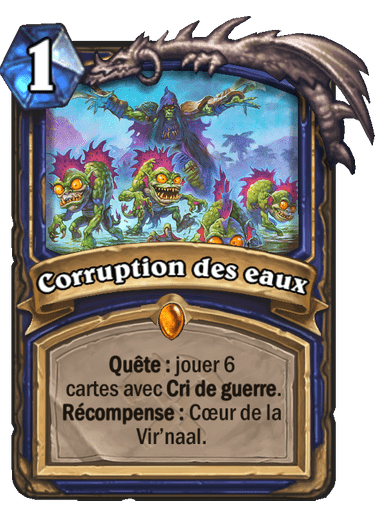 1
Corruption des eaux
Quête : jouer 6
cartes avec Cri de guerre.
Récompense : Cœur de la
Vir'naal.